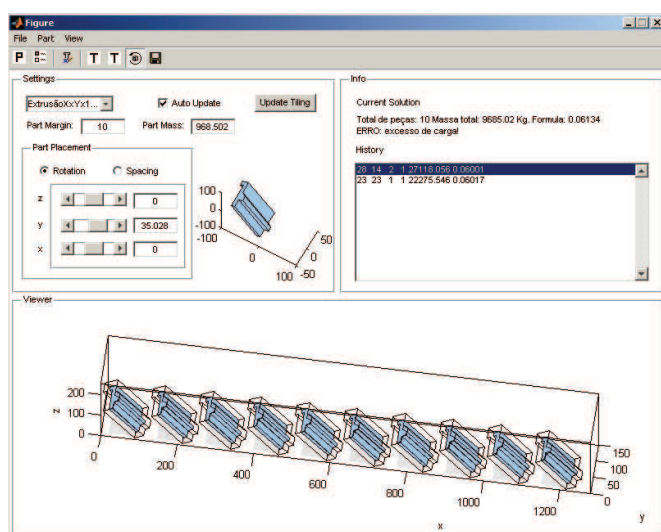 Figure
File Part View
P T T
Settings
ExtrusãoXxYx1...
Auto Update
Update Tiling
Part Margin: 10 Part Mass: 968.502
Part Placement
Rotation Spacing
z 0
y 35.028
x 0
100
0
-100
-100
0
100
50
0
-50
Info
Current Solution
Total de peças: 10 Massa total: 9685.02 Kg. Formula: 0.06134
ERRO: excesso de carga!
History
28 14 2 1 27118.056 0.06001
23 23 1 1 22275.546 0.06017
Viewer
z
200
100
0
0
200
400
600
800
1000
1200
x
150
100
50
0
y